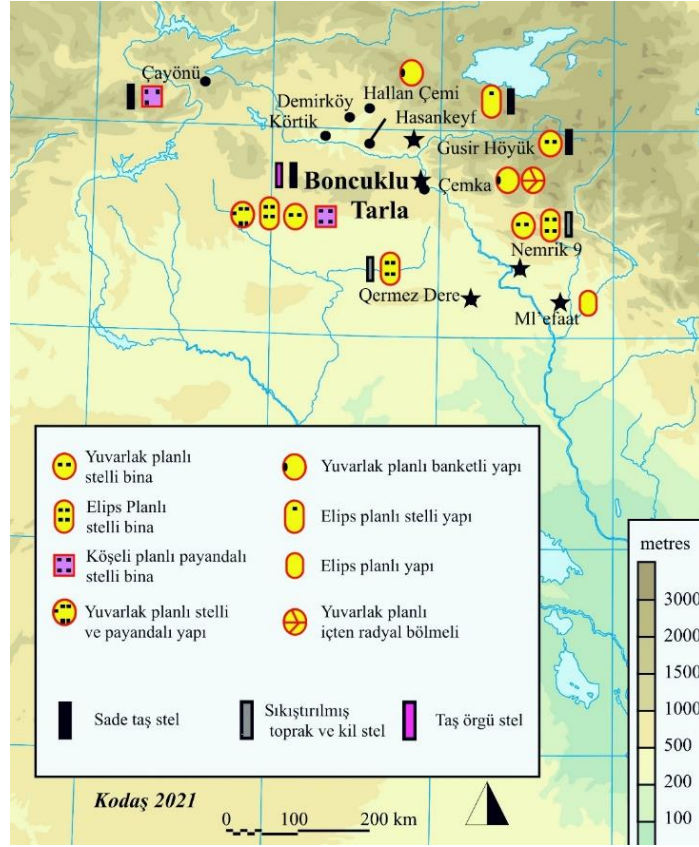 Çayönü
Hallan Çemi
Demirköy
Körtik
Hasankeyf
Gusir Höyük
Boncuklu
Tarla
Çemka
Nemrik 9
Qermez Dere
Ml'efaat
Yuvarlak planlı
stelli bina
Elips Planlı
stelli bina
Köşeli planlı payandalı
stelli bina
Yuvarlak planlı stelli
ve payandalı yapı
Yuvarlak planlı banketli yapı
Elips planlı stelli yapı
Elips planlı yapı
Yuvarlak planlı
içten radyal bölmeli
Sade taş stel
Sıkıştırılmış
toprak ve kil stel
Taş örgü stel
metres
3000
2000
1000
500
200
100
Kodaş 2021
0 100 200 km